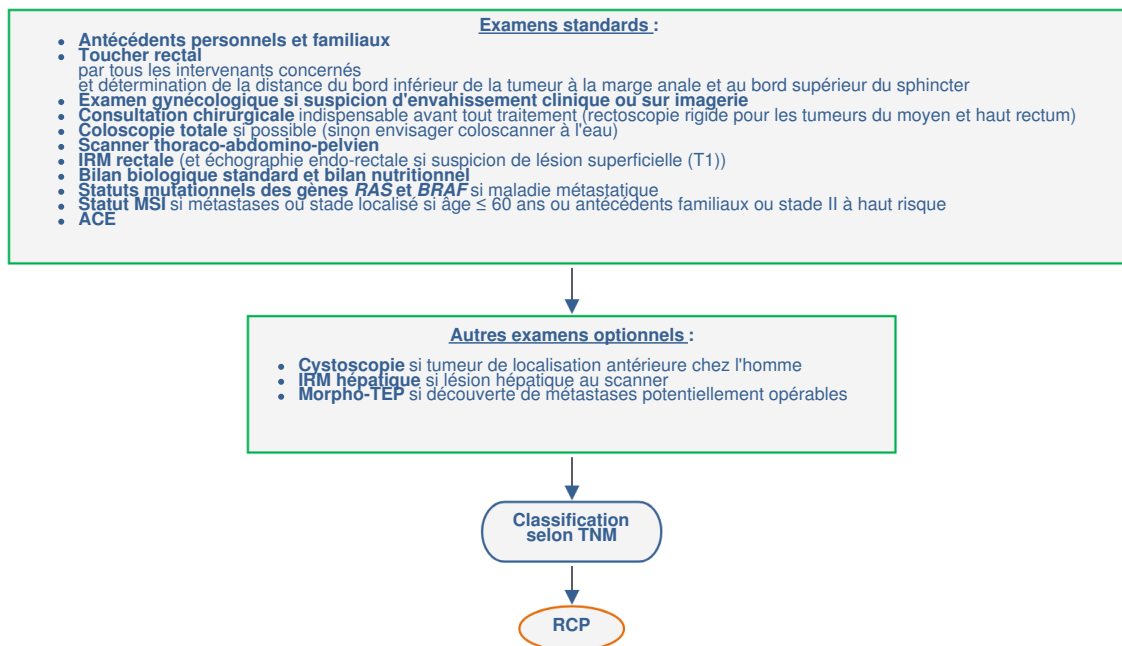 Examens standards :
• Antécédents personnels et familiaux
• Toucher rectal
par tous les intervenants concernés
et détermination de la distance du bord inférieur de la tumeur à la marge anale et au bord supérieur du sphincter
• Examen gynécologique si suspicion d'envahissement clinique ou sur imagerie
• Consultation chirurgicale indispensable avant tout traitement (rectoscopie rigide pour les tumeurs du moyen et haut rectum)
• Coloscopie totale si possible (sinon envisager coloscanner à l'eau)
• Scanner thoraco-abdomino-pelvien
• IRM rectale (et échographie endo-rectale si suspicion de lésion superficielle (T1))
• Bilan biologique standard et bilan nutritionnel
• Statuts mutationnels des gènes RAS et BRAF si maladie métastatique
• Statut MSI si métastases ou stade localisé si âge ≤ 60 ans ou antécédents familiaux ou stade II à haut risque
• ACE
Autres examens optionnels :
• Cystoscopie si tumeur de localisation antérieure chez l'homme
• IRM hépatique si lésion hépatique au scanner
• Morpho-TEP si découverte de métastases potentiellement opérables
Classification
selon TNM
RCP